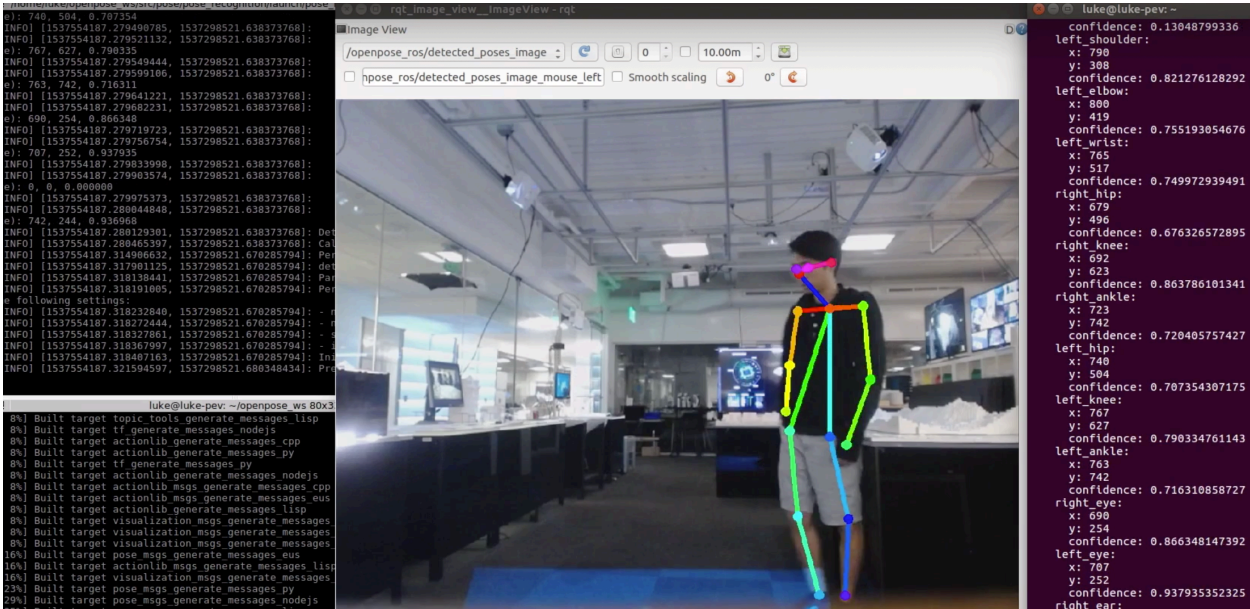 /home/luke/openpose_ws/src/pose/pose_recognition/launch/pose_
e): 740, 504, 0.707354
INFO] [1537554187.279490785, 1537298521.638373768]:
INFO] [1537554187.279521132, 1537298521.638373768]:
e): 767, 627, 0.790335
INFO] [1537554187.279549444, 1537298521.638373768]:
INFO] [1537554187.279599106, 1537298521.638373768]:
e): 763, 742, 0.716311
INFO] [1537554187.279641221, 1537298521.638373768]:
INFO] [1537554187.279682231, 1537298521.638373768]:
e): 690, 254, 0.866348
INFO] [1537554187.279719723, 1537298521.638373768]:
INFO] [1537554187.279756754, 1537298521.638373768]:
e): 707, 252, 0.937935
INFO] [1537554187.279833998, 1537298521.638373768]:
INFO] [1537554187.279903574, 1537298521.638373768]:
e): 0, 0, 0.000000
INFO] [1537554187.279975373, 1537298521.638373768]:
INFO] [1537554187.280044848, 1537298521.638373768]:
e): 742, 244, 0.936968
INFO] [1537554187.280129301, 1537298521.638373768]: Det
INFO] [1537554187.280465397, 1537298521.638373768]: Cal
INFO] [1537554187.314906632, 1537298521.670285794]: Per
INFO] [1537554187.317901125, 1537298521.670285794]: det
INFO] [1537554187.318138441, 1537298521.670285794]: Par
INFO] [1537554187.318191005, 1537298521.670285794]: Per
e following settings:
INFO] [1537554187.318232840, 1537298521.670285794]: - n
INFO] [1537554187.318272444, 1537298521.670285794]: - n
INFO] [1537554187.318327861, 1537298521.670285794]: - s
INFO] [1537554187.318367997, 1537298521.670285794]: - i
INFO] [1537554187.318407163, 1537298521.670285794]: Ini
INFO] [1537554187.321594597, 1537298521.680348434]: Pre
luke@luke-pev: ~/openpose_ws 80x3
8%] Built target topic_tools_generate_messages_lisp
8%] Built target tf_generate_messages_nodejs
8%] Built target actionlib_generate_messages_cpp
8%] Built target actionlib_generate_messages_py
8%] Built target tf_generate_messages_py
8%] Built target actionlib_generate_messages_nodejs
8%] Built target actionlib_msgs_generate_messages_cpp
8%] Built target actionlib_msgs_generate_messages_eus
8%] Built target actionlib_generate_messages_lisp
8%] Built target visualization_msgs_generate_messages_
8%] Built target visualization_msgs_generate_messages_
8%] Built target visualization_msgs_generate_messages_
16%] Built target pose_msgs_generate_messages_eus
16%] Built target actionlib_msgs_generate_messages_lisp
16%] Built target visualization_msgs_generate_messages_
23%] Built target pose_msgs_generate_messages_py
29%] Built target pose_msgs_generate_messages_nodejs
rqt_image_view__ImageView - rqt
Image View
D
/openpose_ros/detected_poses_image
0
10.00m
npose_ros/detected_poses_image_mouse_left
Smooth scaling
0°
luke@luke-pev: ~
confidence: 0.13048799336
left_shoulder:
x: 790
y: 308
confidence: 0.821276128292
left_elbow:
x: 800
y: 419
confidence: 0.755193054676
left_wrist:
x: 765
y: 517
confidence: 0.749972939491
right_hip:
x: 679
y: 496
confidence: 0.676326572895
right_knee:
x: 692
y: 623
confidence: 0.863786101341
right_ankle:
x: 723
y: 742
confidence: 0.720405757427
left_hip:
x: 740
y: 504
confidence: 0.707354307175
left_knee:
x: 767
y: 627
confidence: 0.790334761143
left_ankle:
x: 763
y: 742
confidence: 0.716310858727
right_eye:
x: 690
y: 254
confidence: 0.866348147392
left_eye:
x: 707
y: 252
confidence: 0.937935352325
right_ear: